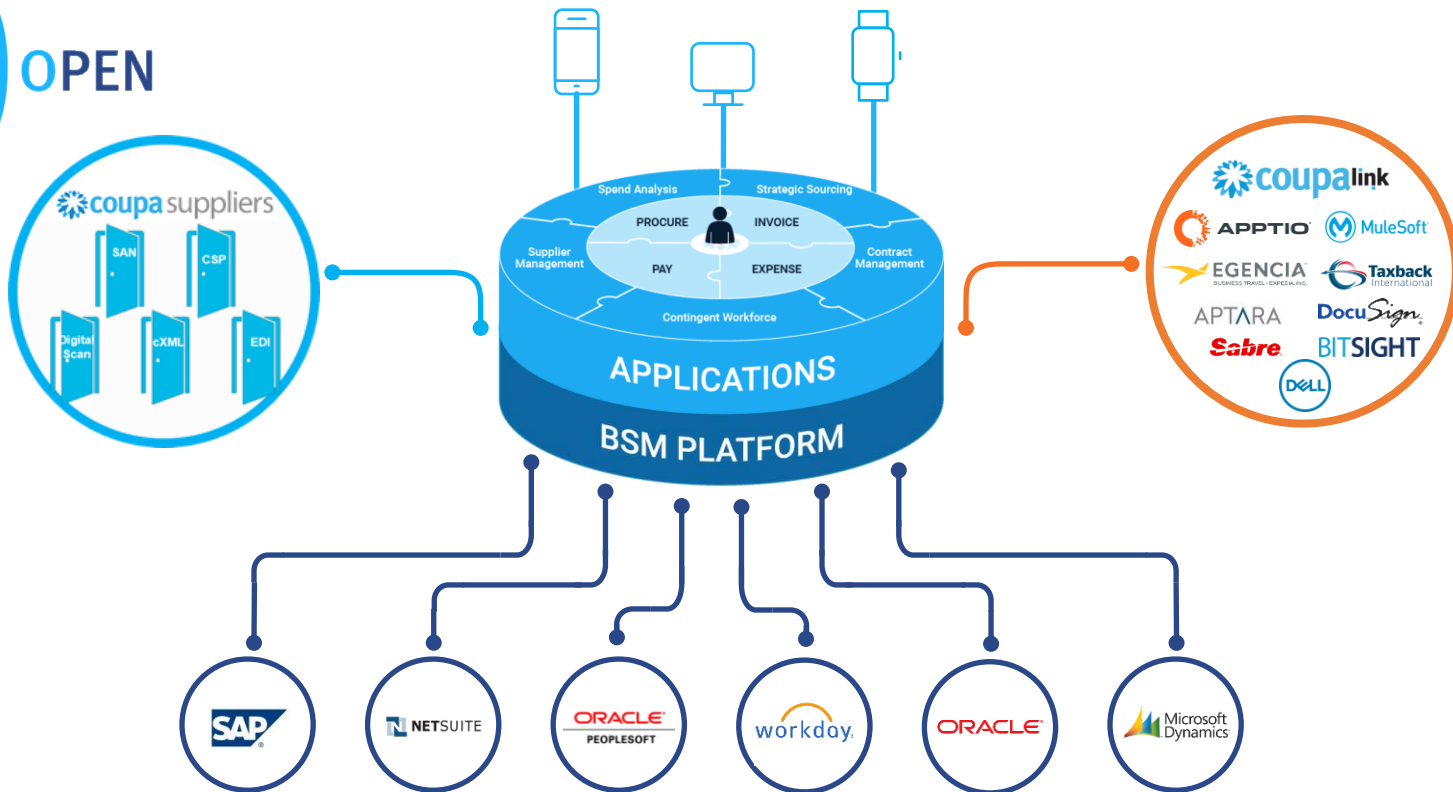 OPEN
coupa suppliers
SAN
CSP
Digital
Scan
cXML
EDI
Spend Analysis
Strategic Sourcing
PROCURE
INVOICE
Supplier
Management
Contract
Management
PAY
EXPENSE
Contingent Workforce
APPLICATIONS
BSM PLATFORM
coupalink
APPTIO
MuleSoft
EGENCIA
BUSINESS TRAVEL - EXPEDIA, INC.
Taxback
International
APTARA
DocuSign
Sabre
BITSIGHT
DELL
SAP
®
N NETSUITE
ORACLE®
PEOPLESOFT
workday.
ORACLE®
Microsoft
Dynamics